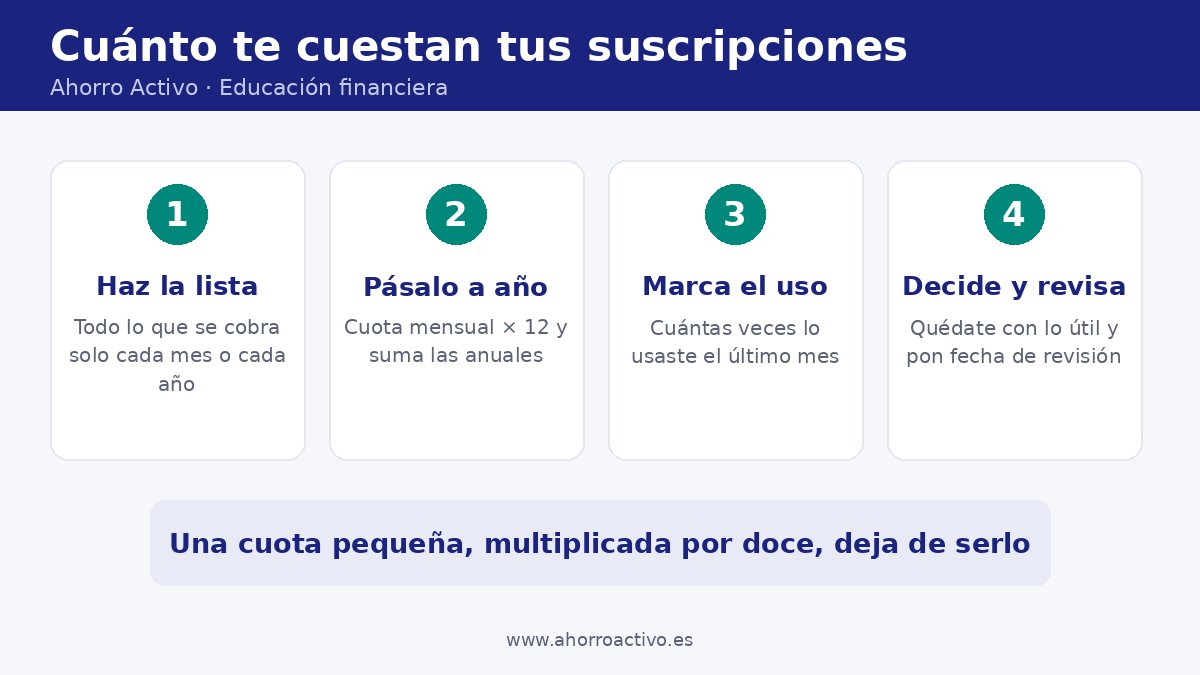 Cuánto te cuestan tus suscripciones
Ahorro Activo · Educación financiera
1
Haz la lista
Todo lo que se cobra
solo cada mes o cada
año
2
Pásalo a año
Cuota mensual × 12 y
suma las anuales
3
Marca el uso
Cuántas veces lo
usaste el último mes
4
Decide y revisa
Quédate con lo útil y
pon fecha de revisión
Una cuota pequeña, multiplicada por doce, deja de serlo
www.ahorroactivo.es